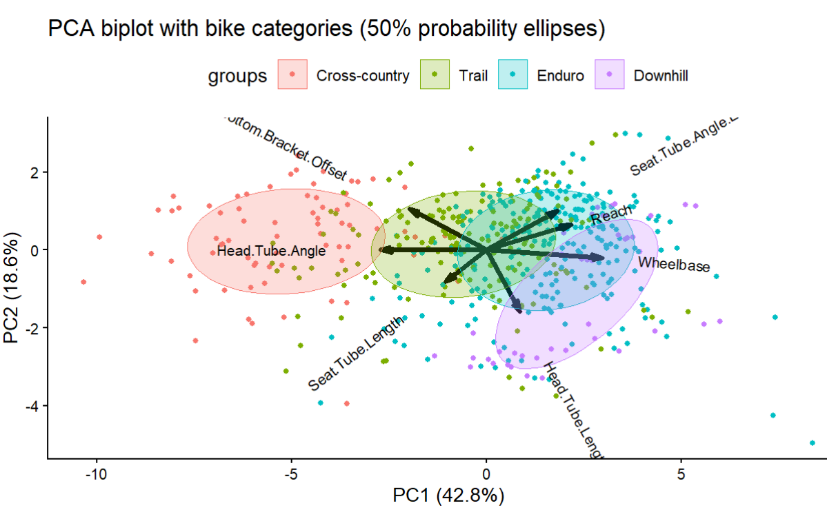 PCA biplot with bike categories (50% probability ellipses)
groups Cross-country Trail Enduro Downhill
ottom.Bracket.Offset
Seat.Tube.Angle.E
2
Reach
Head.Tube.Angle
0
Wheelbase
PC2 (18.6%)
-2
Seat.Tube.Length
Head.Tube.Lengt
-4
-10 -5 0 5
PC1 (42.8%)